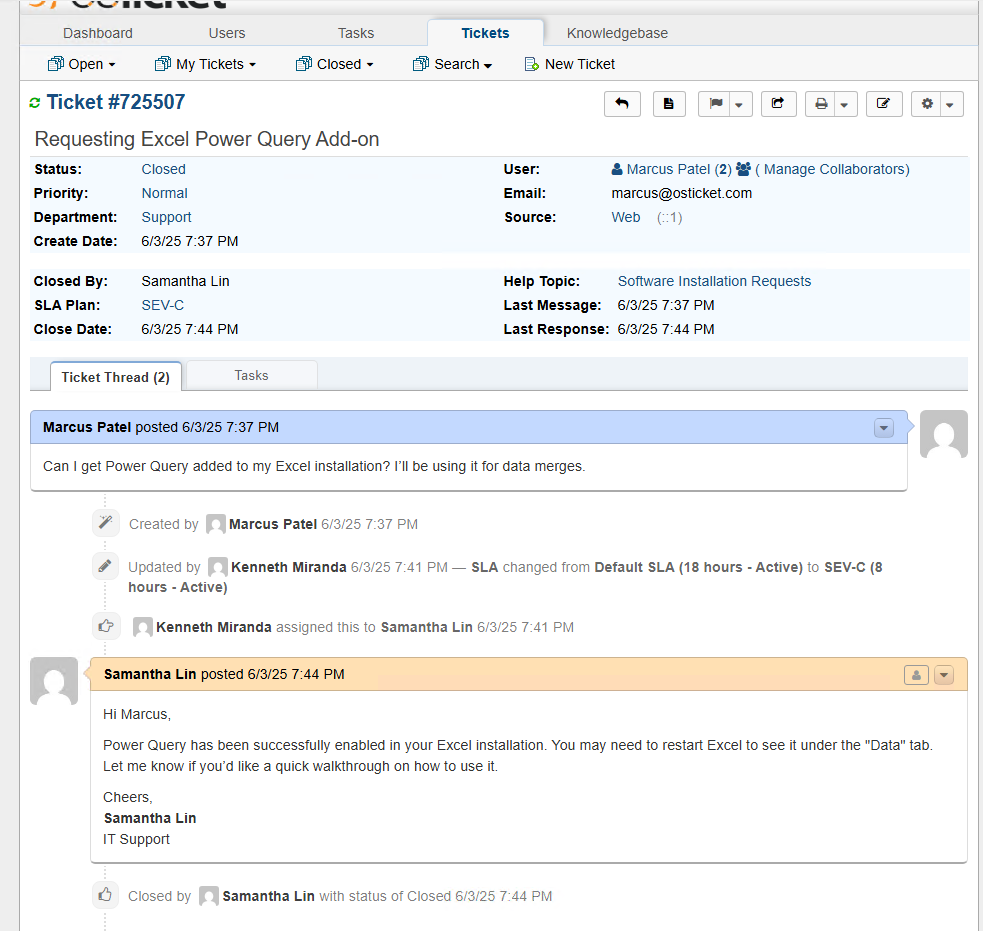 Dashboard Users Tasks Tickets Knowledgebase
Open My Tickets Closed Search New Ticket
Ticket #725507
Requesting Excel Power Query Add-on
Status: Closed User: Marcus Patel (2) ( Manage Collaborators)
Priority: Normal Email: marcus@osticket.com
Department: Support Source: Web (::1)
Create Date: 6/3/25 7:37 PM
Closed By: Samantha Lin Help Topic: Software Installation Requests
SLA Plan: SEV-C Last Message: 6/3/25 7:37 PM
Close Date: 6/3/25 7:44 PM Last Response: 6/3/25 7:44 PM
Ticket Thread (2) Tasks
Marcus Patel posted 6/3/25 7:37 PM
Can I get Power Query added to my Excel installation? I’ll be using it for data merges.
Created by Marcus Patel 6/3/25 7:37 PM
Updated by Kenneth Miranda 6/3/25 7:41 PM — SLA changed from Default SLA (18 hours - Active) to SEV-C (8
hours - Active)
Kenneth Miranda assigned this to Samantha Lin 6/3/25 7:41 PM
Samantha Lin posted 6/3/25 7:44 PM
Hi Marcus,
Power Query has been successfully enabled in your Excel installation. You may need to restart Excel to see it under the "Data" tab.
Let me know if you’d like a quick walkthrough on how to use it.
Cheers,
Samantha Lin
IT Support
Closed by Samantha Lin with status of Closed 6/3/25 7:44 PM